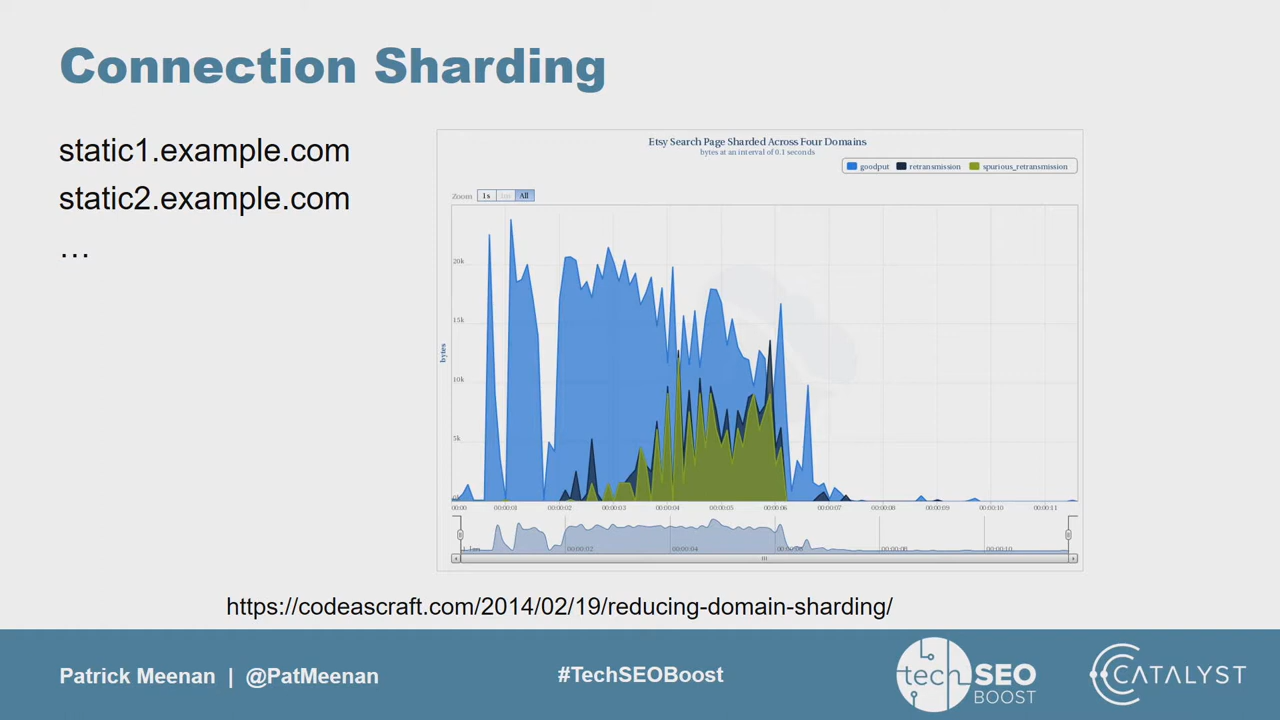 Connection Sharding
static1.example.com
static2.example.com
…
Etsy Search Page Sharded Across Four Domains
bytes at an interval of 0.1 seconds
goodput retransmission spurious_retransmission
Zoom 1s All
20k
15k
10k
5k
0k
bytes
00:00 00:00:01 00:00:02 00:00:03 00:00:04 00:00:05 00:00:06 00:00:07 00:00:08 00:00:09 00:00:10 00:00:11
00:00:02 00:00:04 00:00:06 00:00:08 00:00:10
https://codeascraft.com/2014/02/19/reducing-domain-sharding/
Patrick Meenan | @PatMeenan
#TechSEOBoost
tech SEO
BOOST
CATALYST